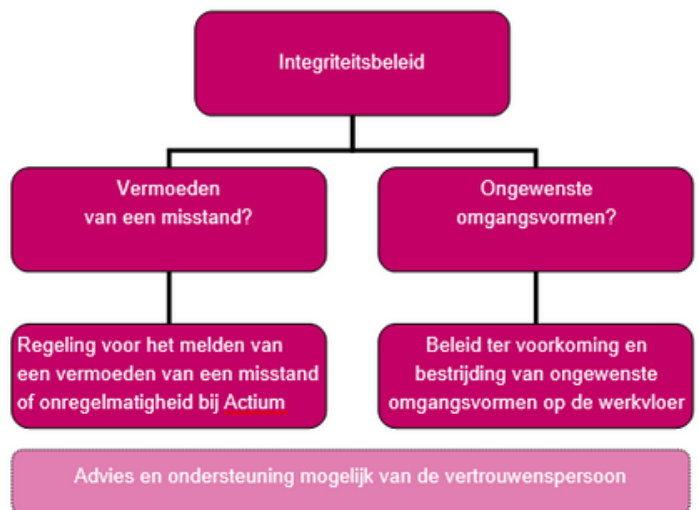 Integriteitsbeleid
Vermoeden
van een misstand?
Ongewenste
omgangsvormen?
Regeling voor het melden van
een vermoeden van een misstand
of onregelmatigheid bij Actium
Beleid ter voorkoming en
bestrijding van ongewenste
omgangsvormen op de werkvloer
Advies en ondersteuning mogelijk van de vertrouwenspersoon